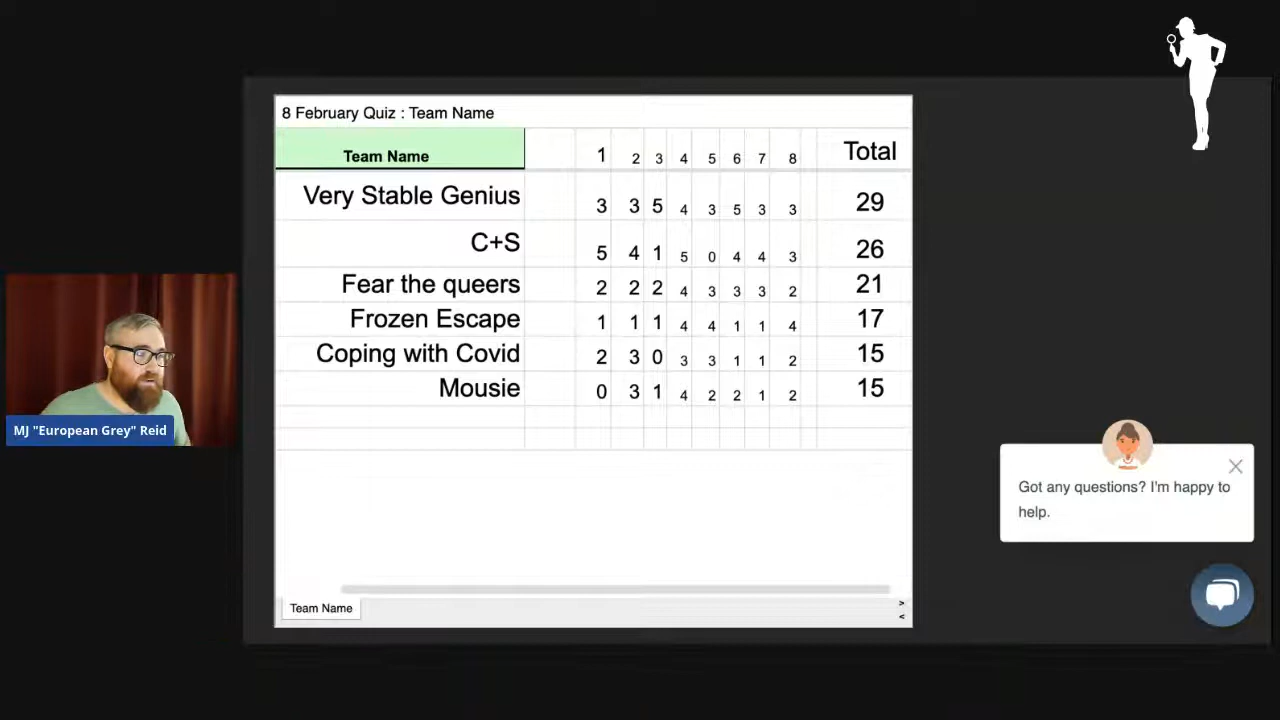 8 February Quiz : Team Name
Team Name 1 2 3 4 5 6 7 8 Total
Very Stable Genius 3 3 5 4 3 5 3 3 29
C+S 5 4 1 5 0 4 4 3 26
Fear the queers 2 2 2 4 3 3 3 2 21
Frozen Escape 1 1 1 4 4 1 1 4 17
Coping with Covid 2 3 0 3 3 1 1 2 15
Mousie 0 3 1 4 2 2 1 2 15
MJ "European Grey" Reid
Got any questions? I'm happy to
help.
Team Name
>
<